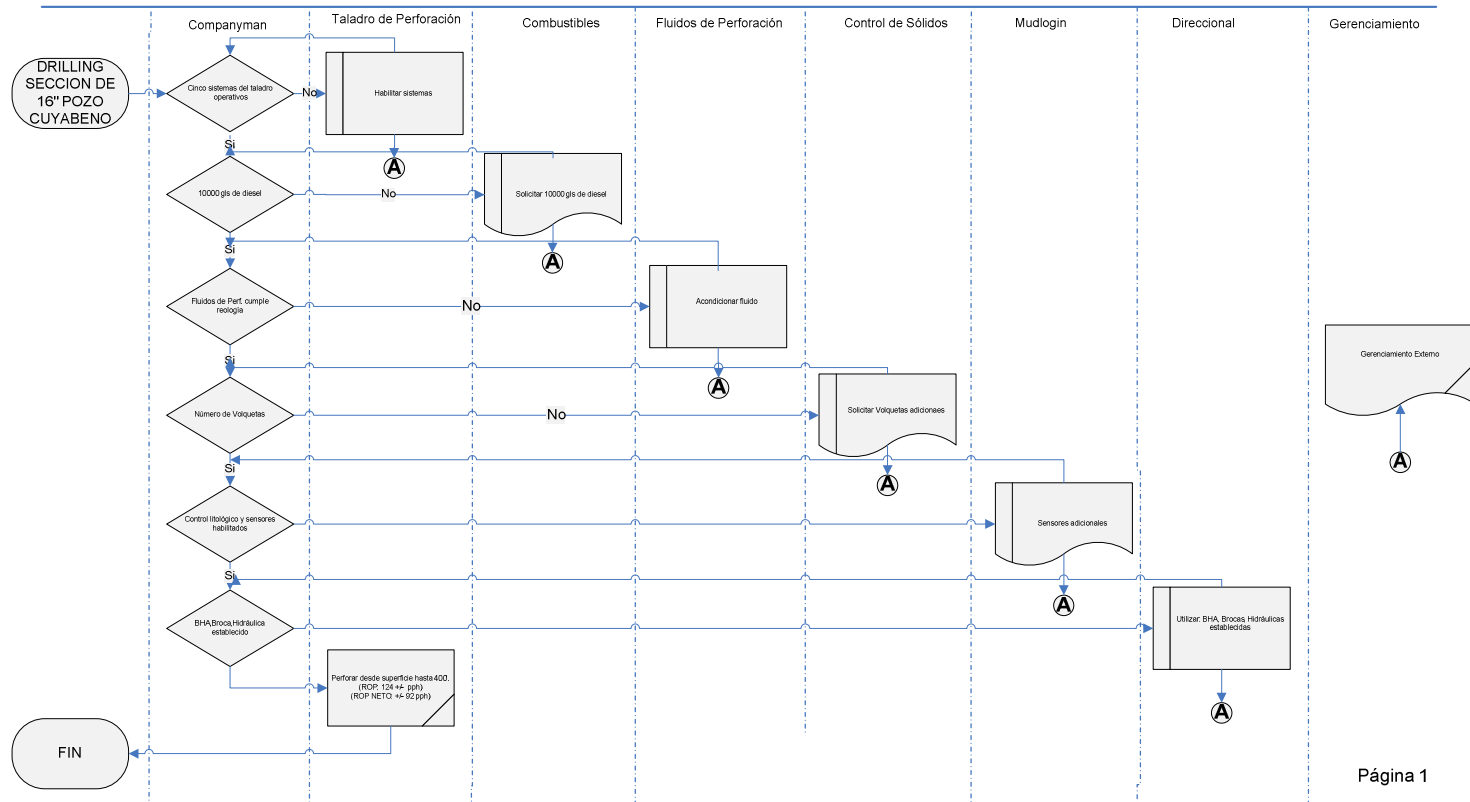 Companyman
Taladro de Perforación
Combustibles
Fluidos de Perforación
Control de Sólidos
Mudlogin
Direccional
Gerenciamiento
DRILLING
SECCION DE
16" POZO
CUYABENO
Cinco sistemas del taladro
operativos
No
Habilitar sistemas
A
Si
10000 gls de diesel
No
Solicitar 10000 gls de diesel
A
Si
Fluidos de Perf. cumple
reología
No
Acondicionar fluido
A
Gerenciamiento Externo
A
Si
Número de Volquetas
No
Solicitar Volquetas adicionaes
A
Si
Control litológico y sensores
habilitados
Sensores adicionales
A
Si
BHA,Broca,Hidráulica
establecido
Utilizar: BHA, Brocas, Hidráulicas
establecidas
A
Perforar desde superficie hasta 400.
(ROP: 124 +/- pph)
(ROP NETO: +/- 92 pph)
FIN
Página 1